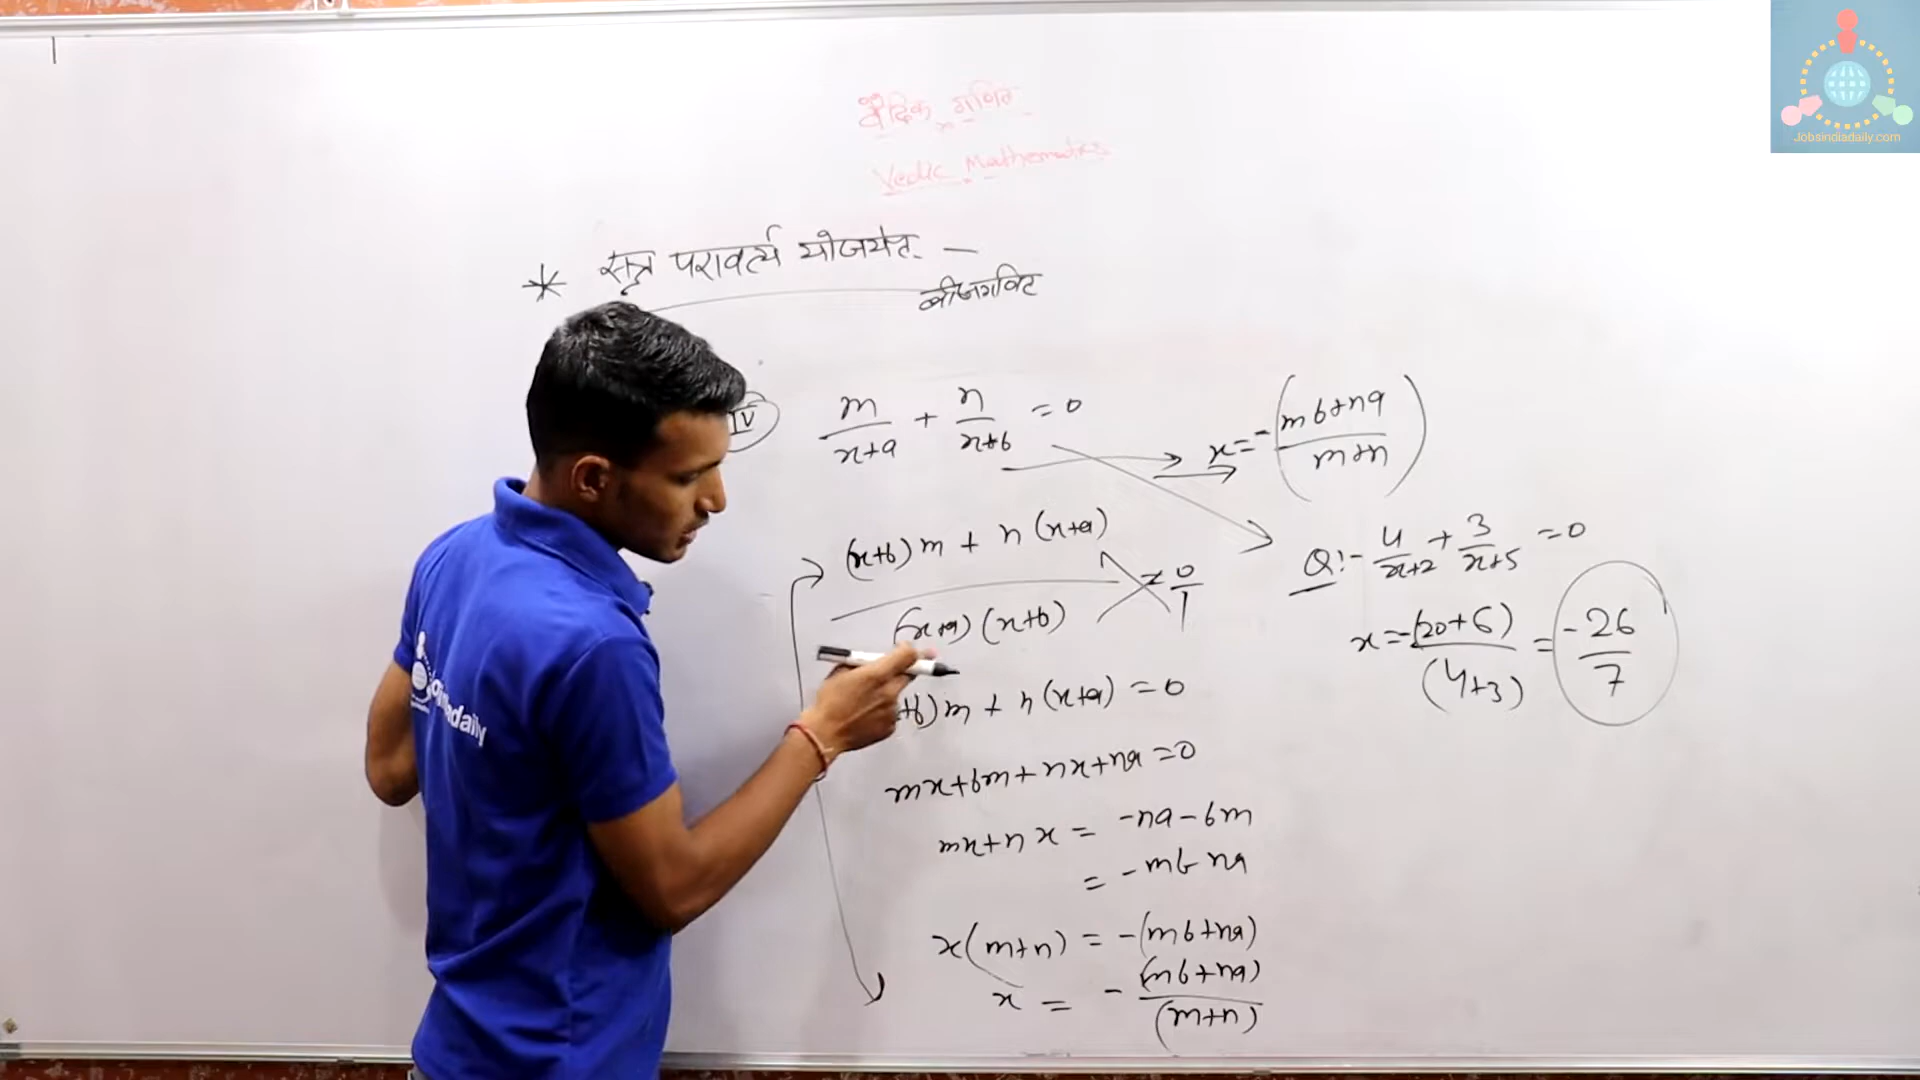 वैदिक गणित
Vedic Mathematics
* सूत्र परावर्त्य योजयेत् —
बीजगणित
IV
m/(x+a) + n/(x+b) = 0
x = -((mb+na)/(m+n))
(x+b)m + n(x+a)
(x+a)(x+b)
= 0/1
+b)m + n(x+a) = 0
mx+bm+nx+na=0
mx+nx = -na-bm
= -mb-na
x(m+n) = -(mb+na)
x = -(mb+na)/(m+n)
Q:- 4/(x+2) + 3/(x+5) = 0
x = -(20+6)/(4+3) = -26/7
Jobsindiadaily.com